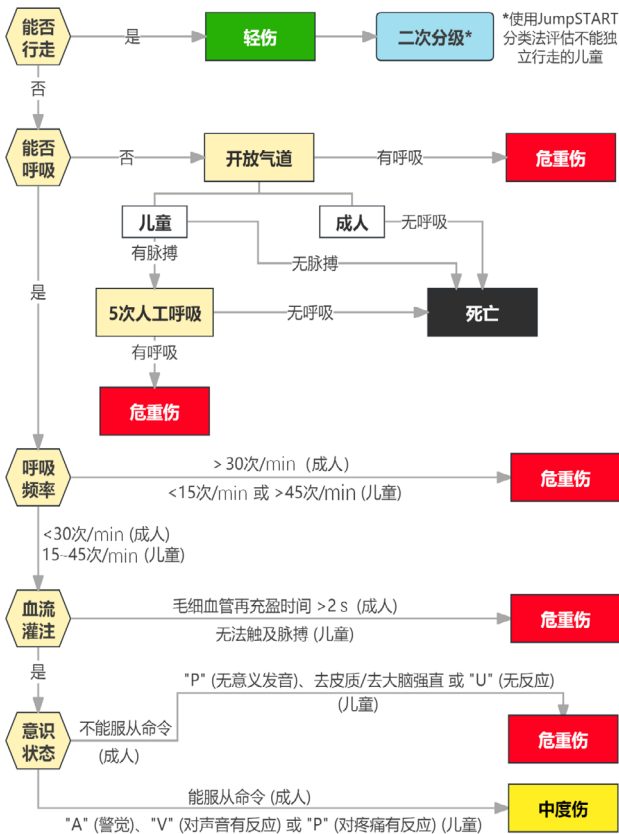 能否
行走
是
轻伤
二次分级*
*使用JumpSTART
分类法评估不能独
立行走的儿童
否
能否
呼吸
否
开放气道
有呼吸
危重伤
儿童
成人
无呼吸
有脉搏
无脉搏
是
5次人工呼吸
无呼吸
死亡
有呼吸
危重伤
呼吸
频率
> 30次/min (成人)
<15次/min 或 >45次/min (儿童)
危重伤
<30次/min (成人)
15~45次/min (儿童)
血流
灌注
毛细血管再充盈时间 >2 s (成人)
无法触及脉搏 (儿童)
危重伤
是
"P" (无意义发音)、去皮质/去大脑强直 或 "U" (无反应)
(儿童)
意识
状态
不能服从命令
(成人)
危重伤
能服从命令 (成人)
"A" (警觉)、"V" (对声音有反应) 或 "P" (对疼痛有反应) (儿童)
中度伤